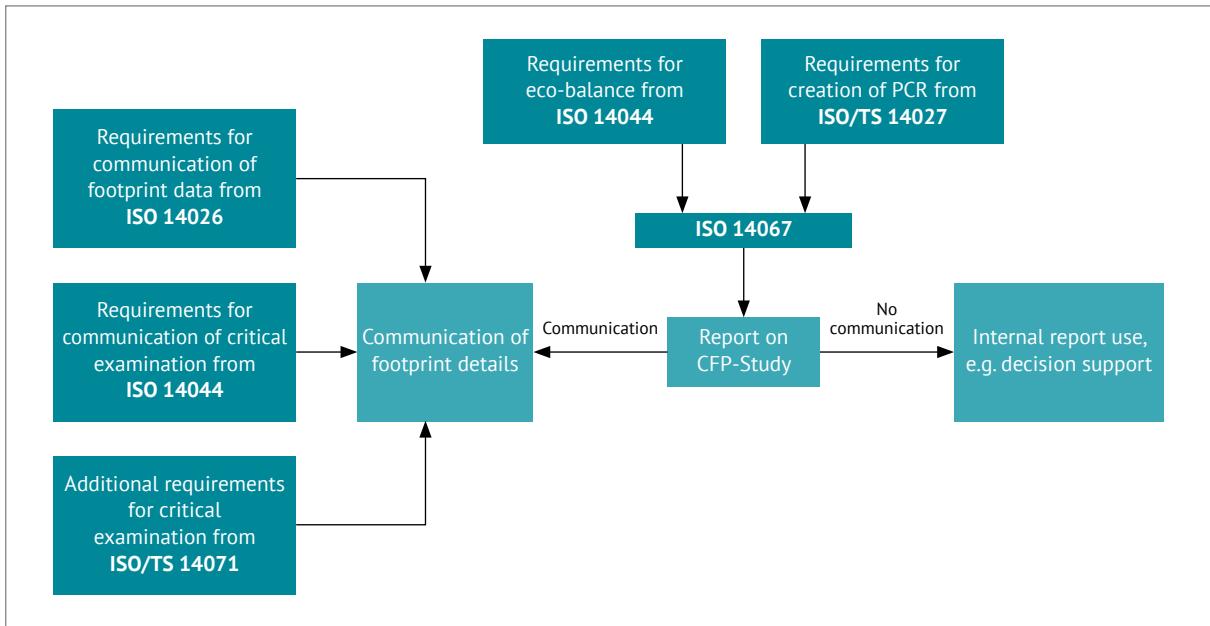 Requirements for
eco-balance from
ISO 14044
Requirements for
creation of PCR from
ISO/TS 14027
Requirements for
communication of
footprint data from
ISO 14026
ISO 14067
Requirements for
communication of critical
examination from
ISO 14044
Communication of
footprint details
Communication
Report on
CFP-Study
No
communication
Internal report use,
e.g. decision support
Additional requirements
for critical
examination from
ISO/TS 14071